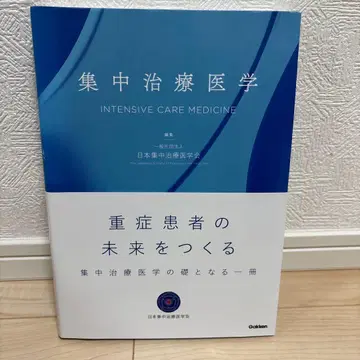 集中治療医学
INTENSIVE CARE MEDICINE
編集
一般社団法人
日本集中治療医学会
重症患者の
未来をつくる
集中治療医学の礎となる一冊
日本集中治療医学会
Gakken